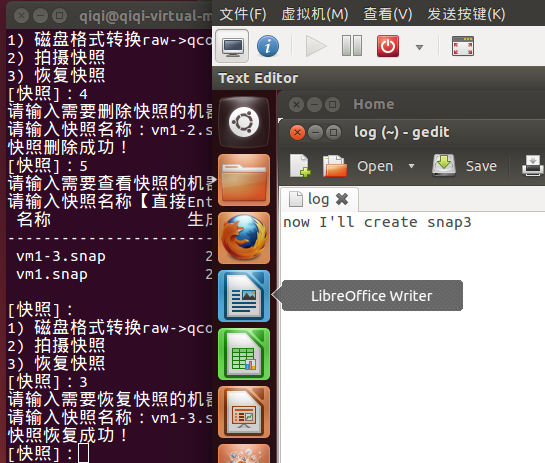 qiqi@qiqi-virtual-m
1) 磁盘格式转换raw->qco
2) 拍摄快照
3) 恢复快照
[快照]：4
请输入需要删除快照的机器
请输入快照名称：vm1-2.s
快照删除成功！
[快照]：5
请输入需要查看快照的机器
请输入快照名称【直接Ent
名称 生成
--------------------
vm1-3.snap 2
vm1.snap 2
[快照]：
1) 磁盘格式转换raw->qco
2) 拍摄快照
3) 恢复快照
[快照]：3
请输入需要恢复快照的机器
请输入快照名称：vm1-3.s
快照恢复成功！
[快照]：
文件(F) 虚拟机(M) 查看(V) 发送按键(K)
Text Editor
Home
log (~) - gedit
Open Save
log
now I'll create snap3
LibreOffice Writer